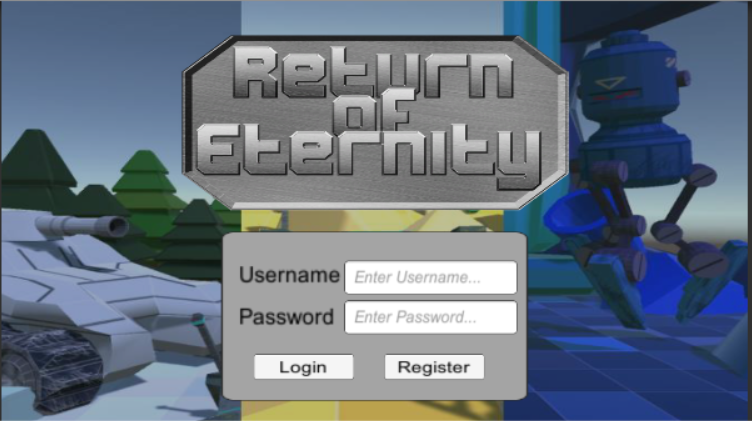 Return
of
Eternity
Username Enter Username...
Password Enter Password...
Login Register